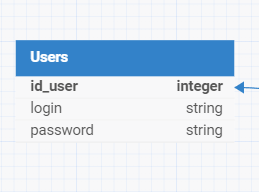 Users
id_user integer
login string
password string